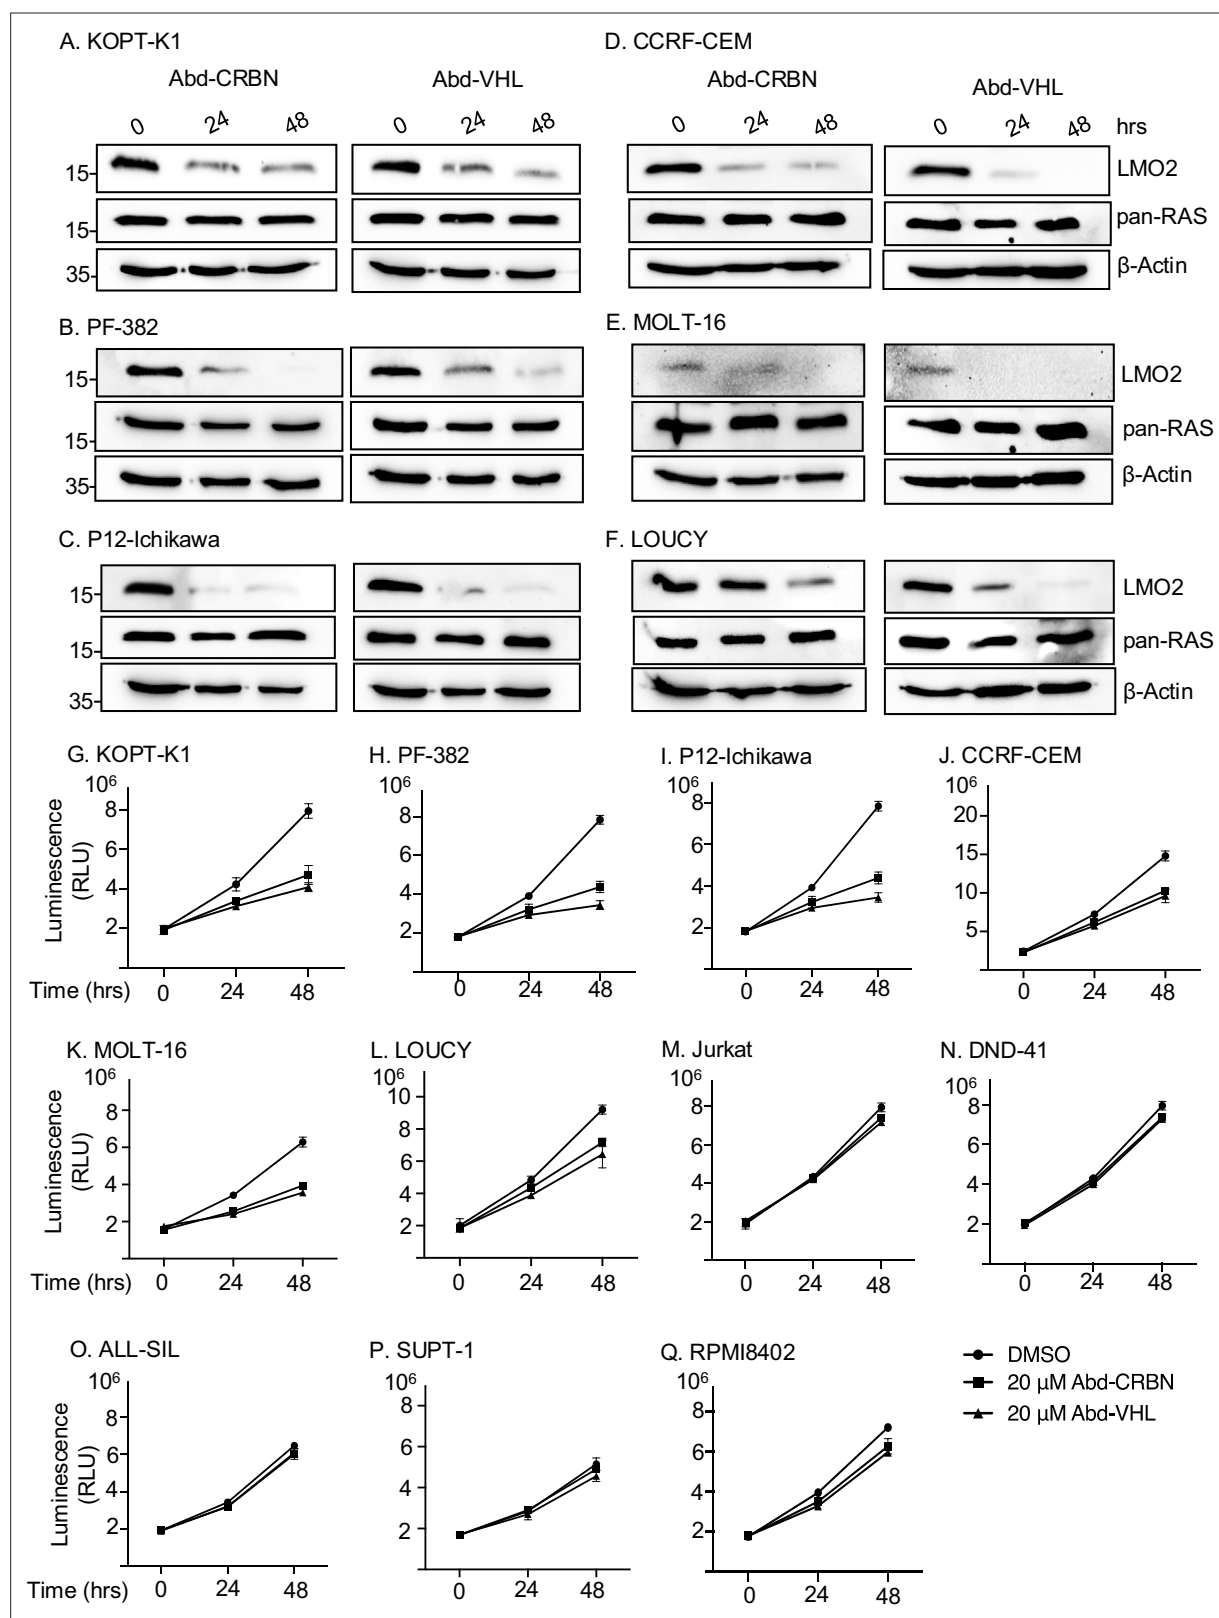 A. KOPT-K1
D. CCRF-CEM
Abd-CRBN
Abd-VHL
Abd-CRBN
Abd-VHL
0 24 48
0 24 48
0 24 48
0 24 48
hrs
15-
LMO2
15-
pan-RAS
35-
β-Actin
B. PF-382
E. MOLT-16
15-
LMO2
15-
pan-RAS
35-
β-Actin
C. P12-Ichikawa
F. LOUCY
15-
LMO2
15-
pan-RAS
35-
β-Actin
G. KOPT-K1
10⁶
8
6
4
2
Luminescence
(RLU)
Time (hrs)
0 24 48
H. PF-382
10⁶
8
6
4
2
0 24 48
I. P12-Ichikawa
10⁶
8
6
4
2
0 24 48
J. CCRF-CEM
10⁶
20
15
10
5
0 24 48
K. MOLT-16
10⁶
8
6
4
2
Luminescence
(RLU)
Time (hrs)
0 24 48
L. LOUCY
10⁶
10
8
6
4
2
0 24 48
M. Jurkat
10⁶
8
6
4
2
0 24 48
N. DND-41
10⁶
8
6
4
2
0 24 48
O. ALL-SIL
10⁶
8
6
4
2
Luminescence
(RLU)
Time (hrs)
0 24 48
P. SUPT-1
10⁶
8
6
4
2
0 24 48
Q. RPMI8402
10⁶
8
6
4
2
0 24 48
DMSO
20 µM Abd-CRBN
20 µM Abd-VHL